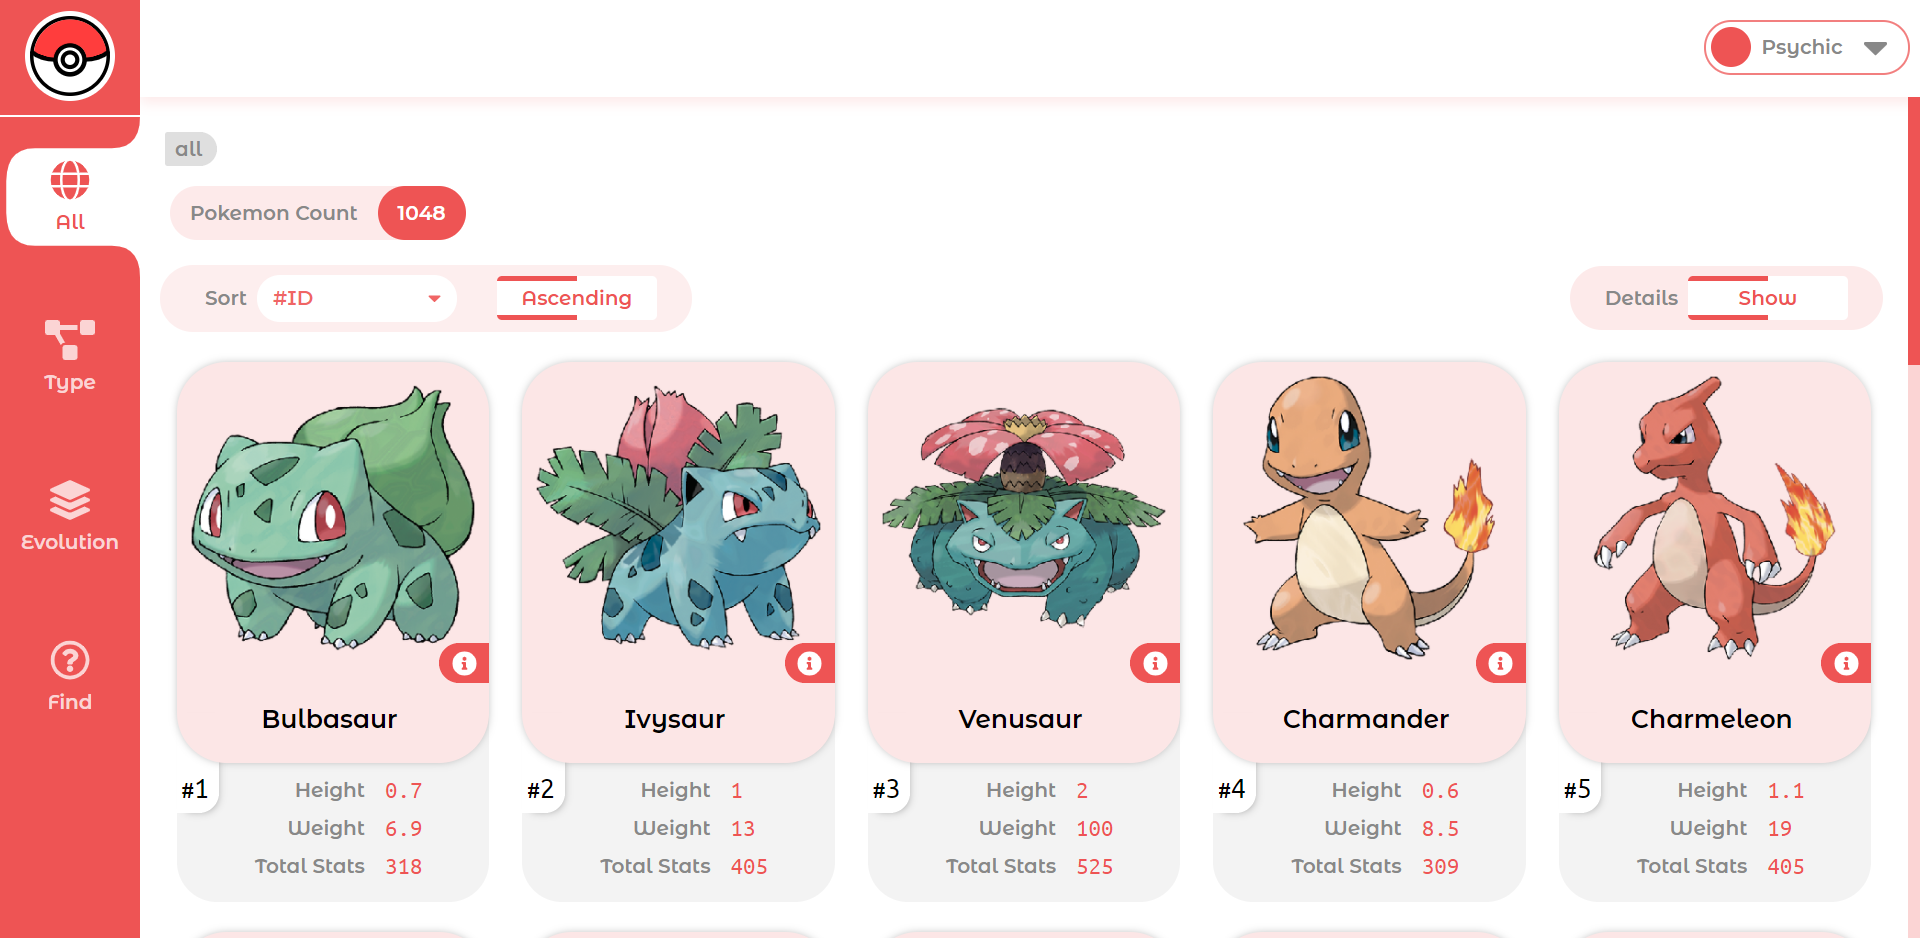 Psychic
All
Type
Evolution
Find
all
Pokemon Count 1048
Sort #ID Ascending
Details Show
Bulbasaur
#1
Height 0.7
Weight 6.9
Total Stats 318
Ivysaur
#2
Height 1
Weight 13
Total Stats 405
Venusaur
#3
Height 2
Weight 100
Total Stats 525
Charmander
#4
Height 0.6
Weight 8.5
Total Stats 309
Charmeleon
#5
Height 1.1
Weight 19
Total Stats 405